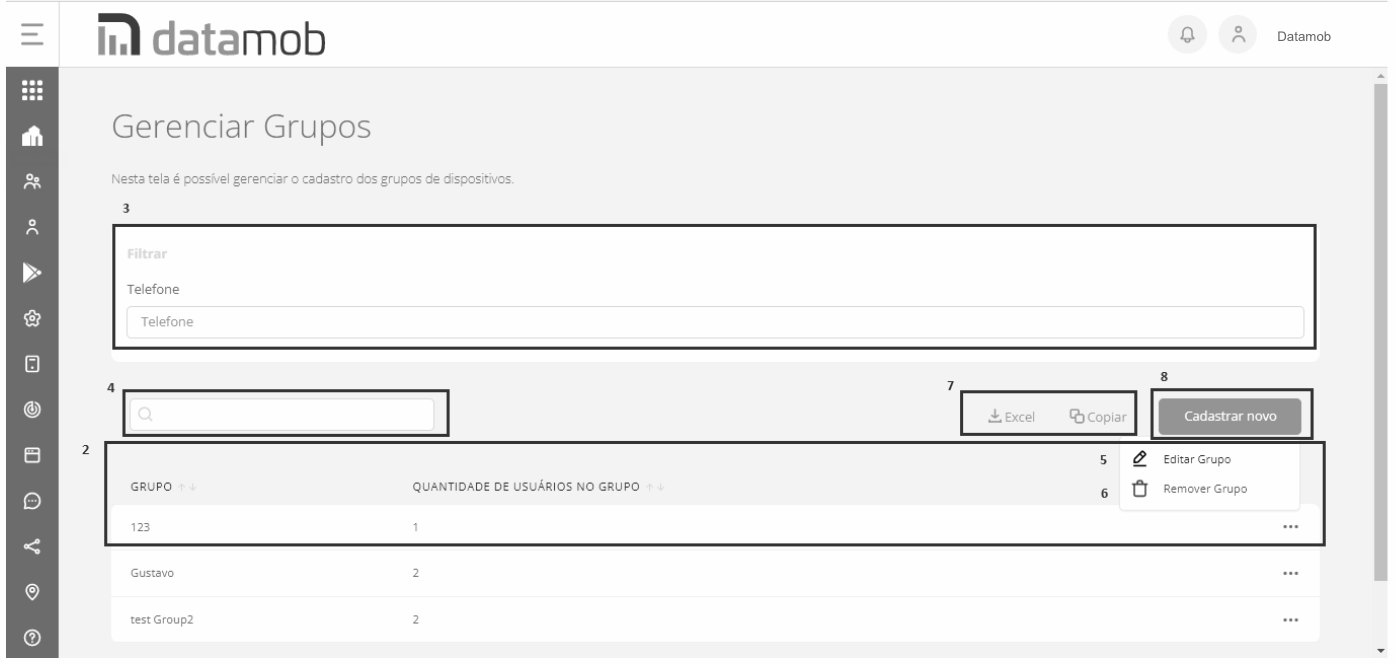 datamob
Datamob
Gerenciar Grupos
Nesta tela é possível gerenciar o cadastro dos grupos de dispositivos.
3
Filtrar
Telefone
Telefone
4
7
Excel
Copiar
8
Cadastrar novo
2
5
Editar Grupo
6
Remover Grupo
GRUPO ↑↓ QUANTIDADE DE USUÁRIOS NO GRUPO ↑↓
123 1 •••
Gustavo 2 •••
test Group2 2 •••